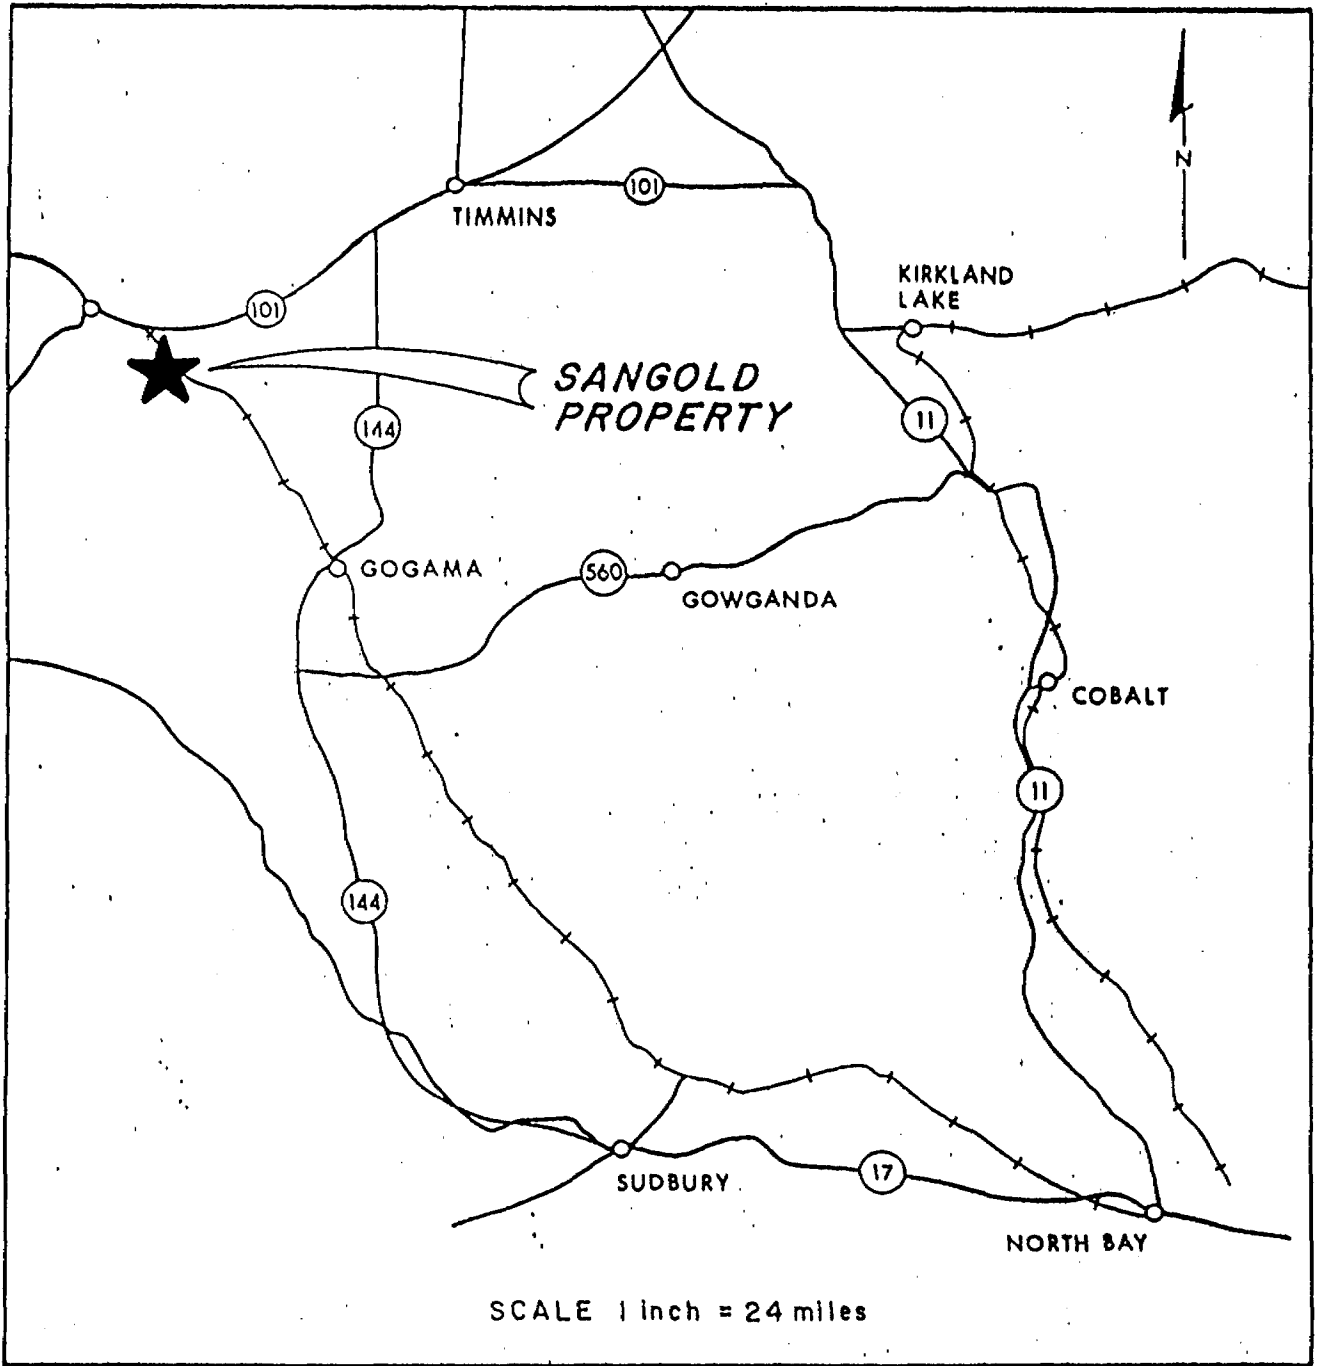 N
101
TIMMINS
KIRKLAND
LAKE
101
SANGOLD
PROPERTY
144
11
GOGAMA
560
GOWGANDA
COBALT
11
144
17
SUDBURY
NORTH BAY
SCALE 1 inch = 24 miles